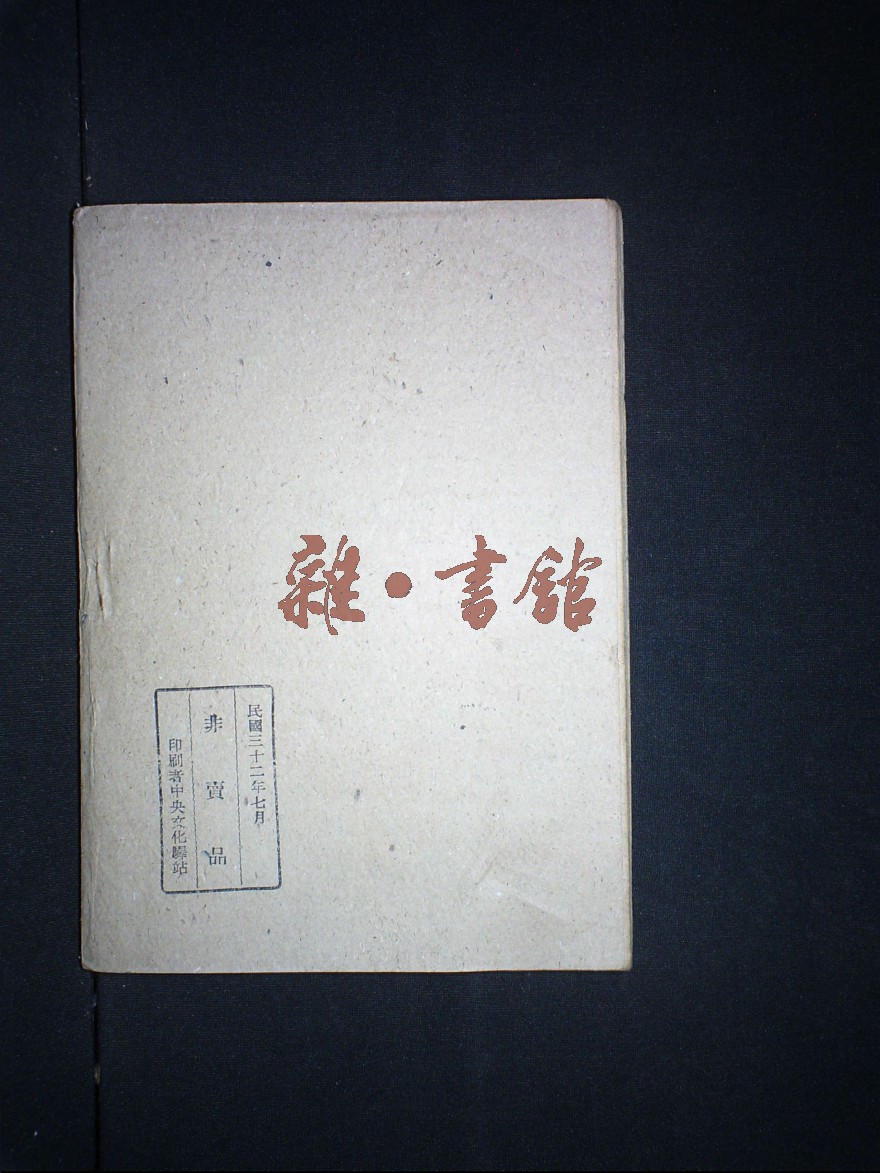 雜・書館
民國三十二年七月
非賣品
印刷者中央文化驛站